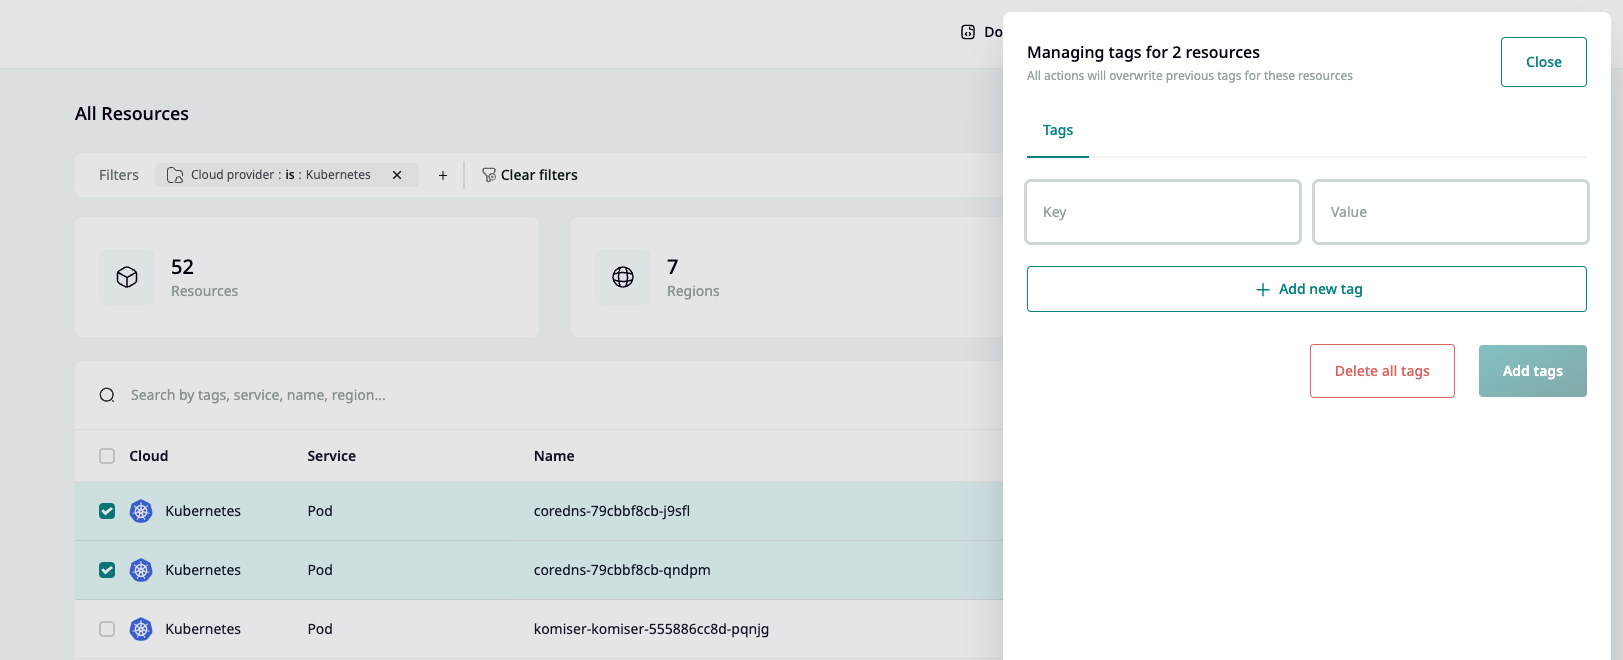 Do
All Resources
Filters Cloud provider : is : Kubernetes Clear filters
52
Resources
7
Regions
Search by tags, service, name, region...
Cloud Service Name
Kubernetes Pod coredns-79cbbf8cb-j9sfl
Kubernetes Pod coredns-79cbbf8cb-qndpm
Kubernetes Pod komiser-komiser-555886cc8d-pqnjg
Managing tags for 2 resources
All actions will overwrite previous tags for these resources
Close
Tags
Key Value
+ Add new tag
Delete all tags Add tags